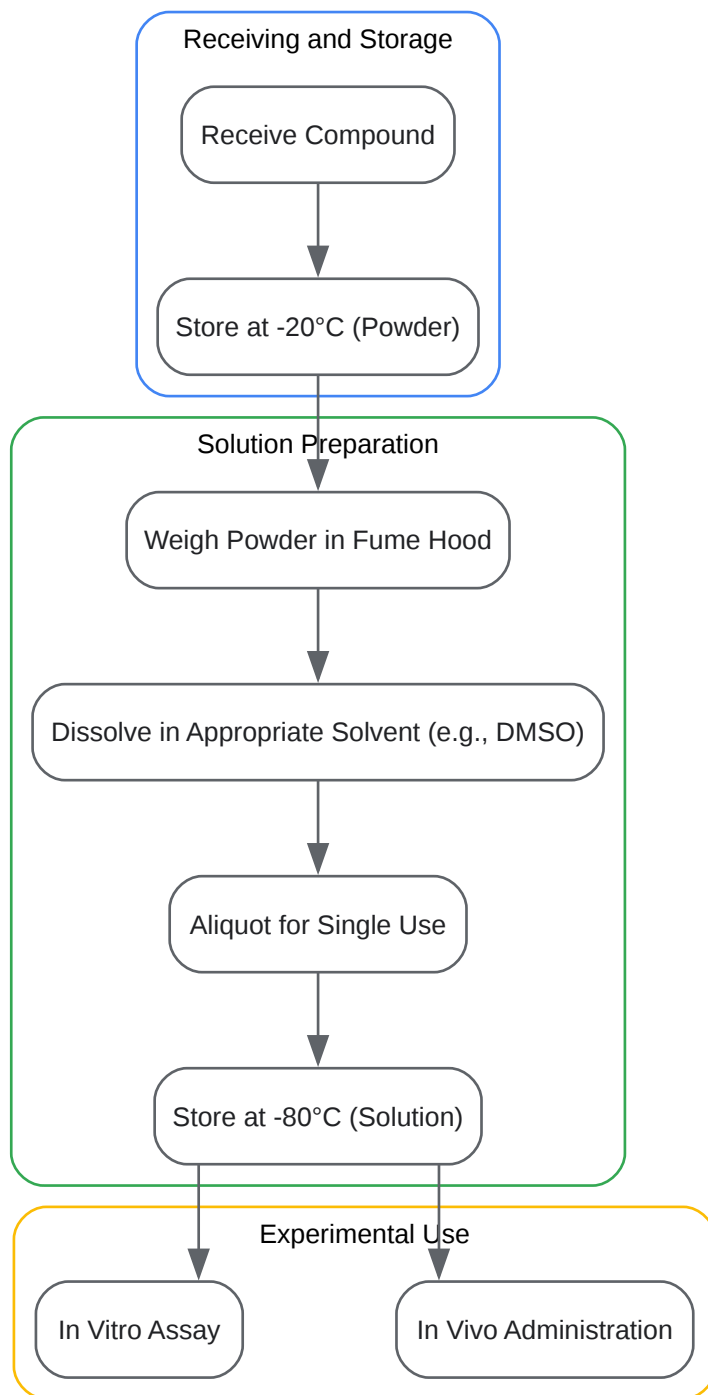 Receiving and Storage
Receive Compound
Store at -20°C (Powder)
Solution Preparation
Weigh Powder in Fume Hood
Dissolve in Appropriate Solvent (e.g., DMSO)
Aliquot for Single Use
Store at -80°C (Solution)
Experimental Use
In Vitro Assay
In Vivo Administration